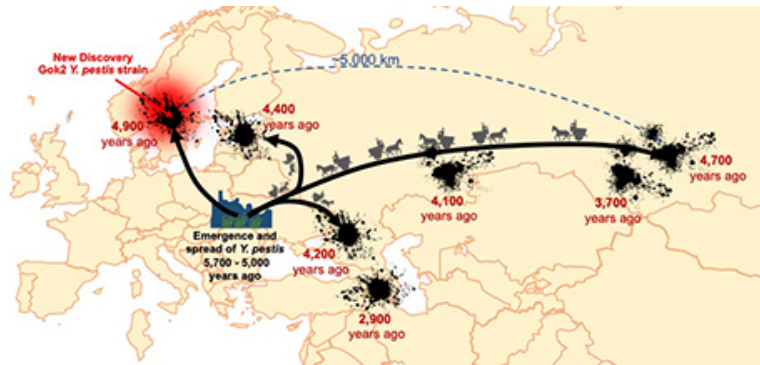 New Discovery
Gok2 Y. pestis strain
~5,000 km
4,400
years ago
4,900
years ago
4,700
years ago
4,100
years ago
3,700
years ago
Emergence and
spread of Y. pestis
5,700 - 5,000
years ago
4,200
years ago
2,900
years ago